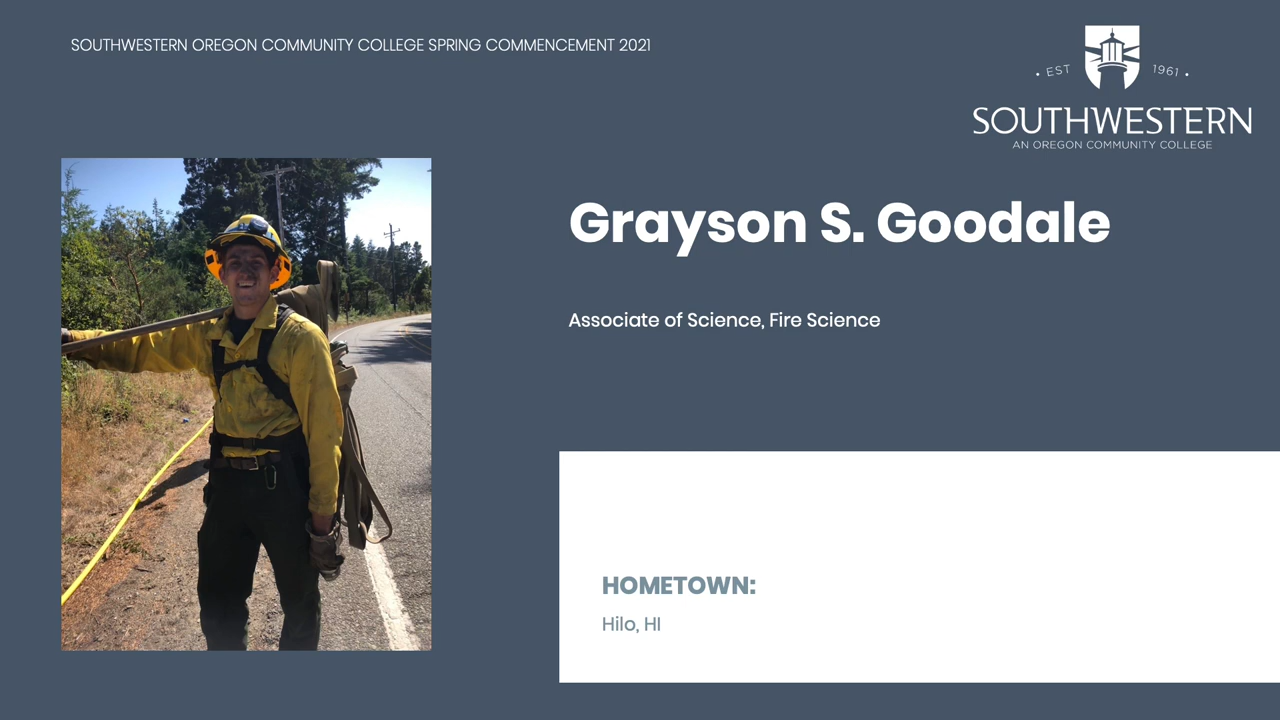 SOUTHWESTERN OREGON COMMUNITY COLLEGE SPRING COMMENCEMENT 2021
• EST 1961 •
SOUTHWESTERN
AN OREGON COMMUNITY COLLEGE
Grayson S. Goodale
Associate of Science, Fire Science
HOMETOWN:
Hilo, HI